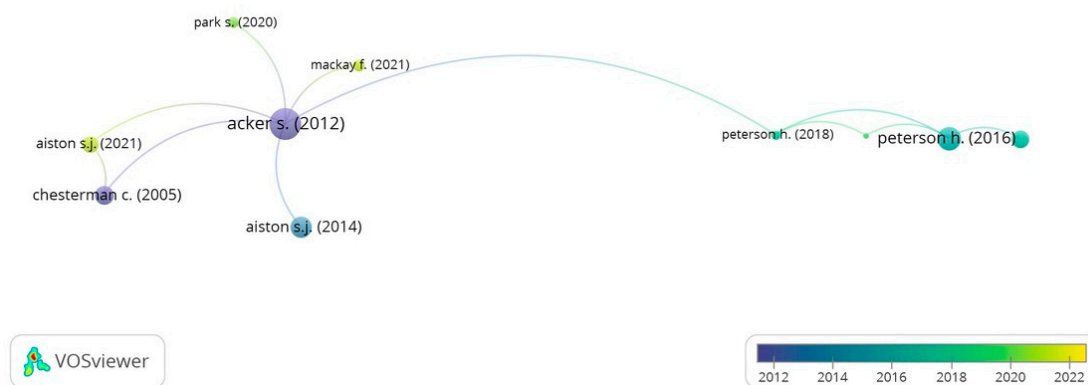 park s. (2020)
mackay f. (2021)
acker s. (2012)
aiston s.j. (2021)
chesterman c. (2005)
aiston s.j. (2014)
peterson h. (2018)
peterson h. (2016)
VOSviewer
2012 2014 2016 2018 2020 2022